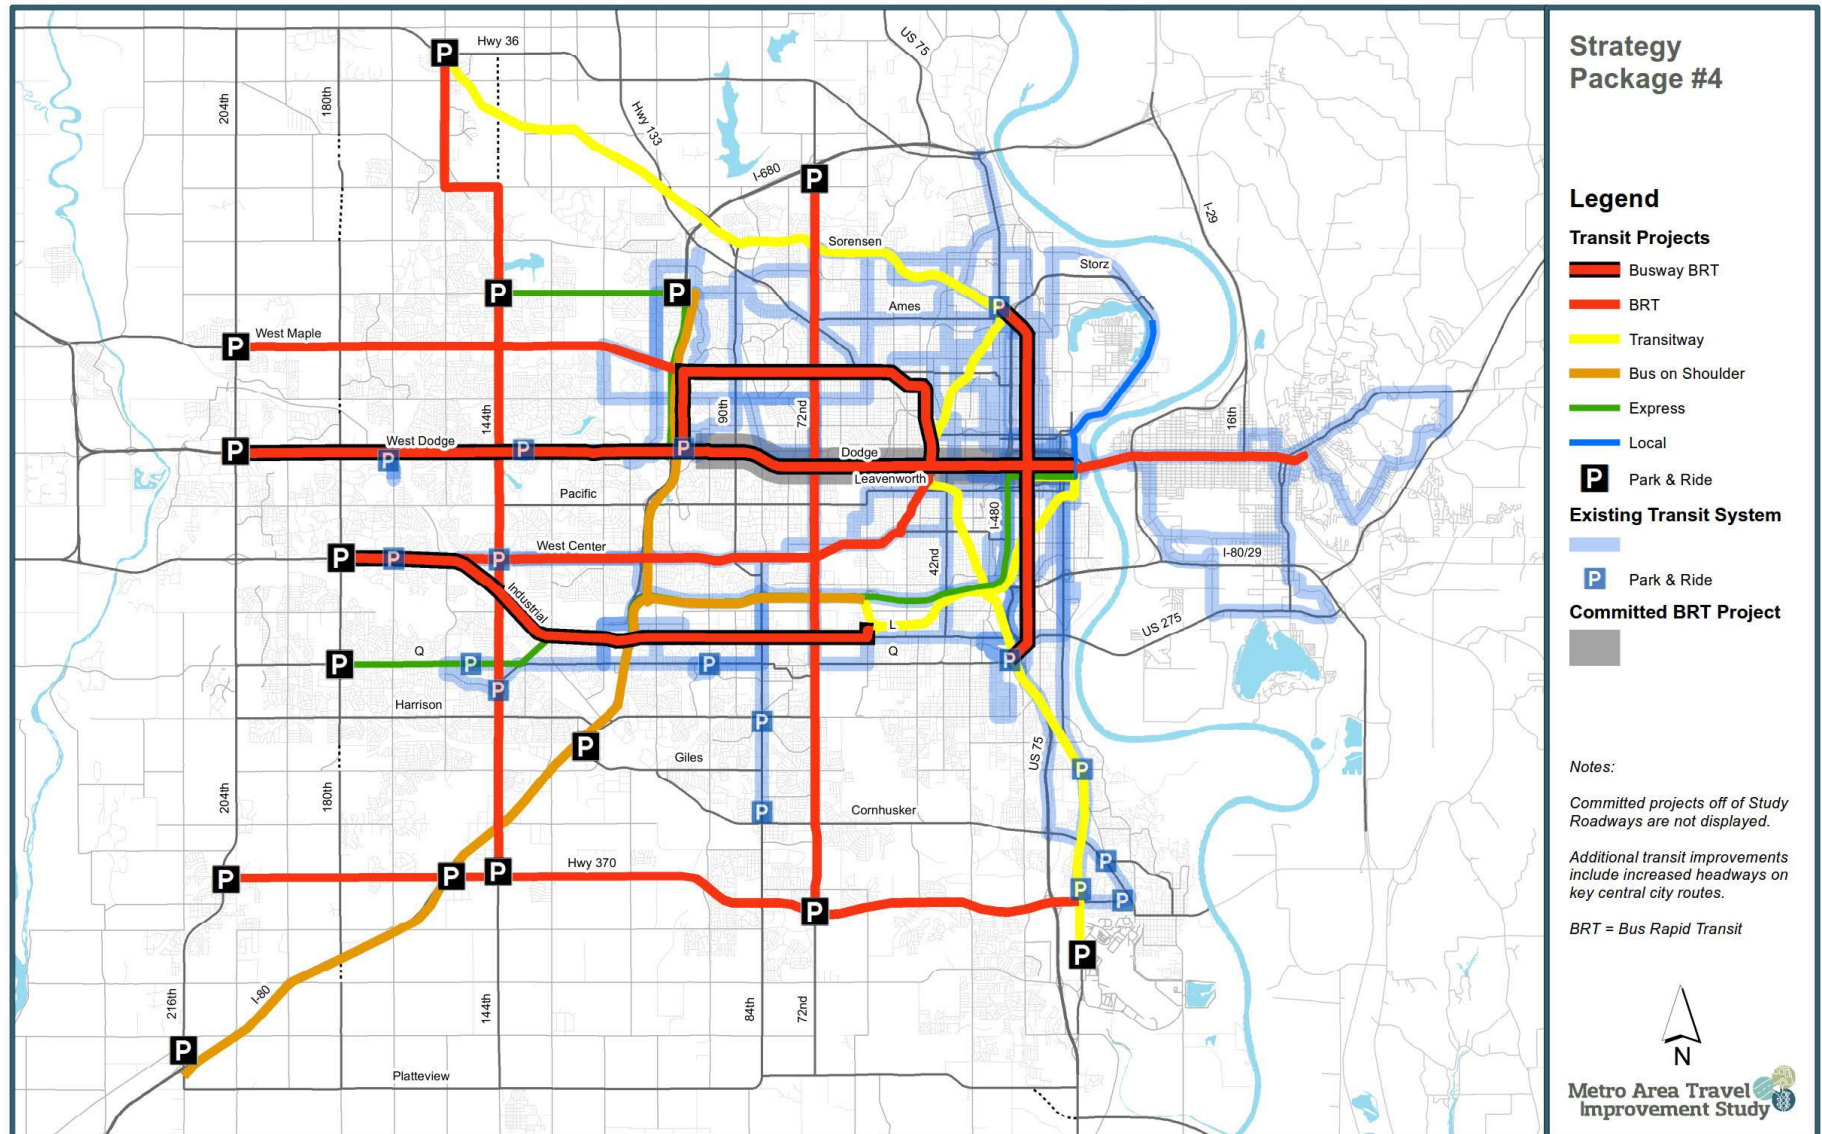 Strategy
Package #4
Legend
Transit Projects
Busway BRT
BRT
Transitway
Bus on Shoulder
Express
Local
P Park & Ride
Existing Transit System
P Park & Ride
Committed BRT Project
Notes:
Committed projects off of Study
Roadways are not displayed.
Additional transit improvements
include increased headways on
key central city routes.
BRT = Bus Rapid Transit
N
Metro Area Travel
Improvement Study
P
Hwy 36
US 75
204th
180th
Hwy 133
I-680
P
I-29
Sorensen
Storz
P
P
Ames
P
West Maple
P
144th
90th
72nd
16th
West Dodge
P
P
P
P
Dodge
Leavenworth
Pacific
I-480
West Center
P
P
P
42nd
I-80/29
Industrial
L
US 275
Q
Q
P
P
P
P
P
Harrison
P
P
Giles
US 75
P
204th
180th
Cornhusker
P
P
Hwy 370
P
P
P
P
P
P
P
216th
I-80
144th
84th
72nd
P
Platteview